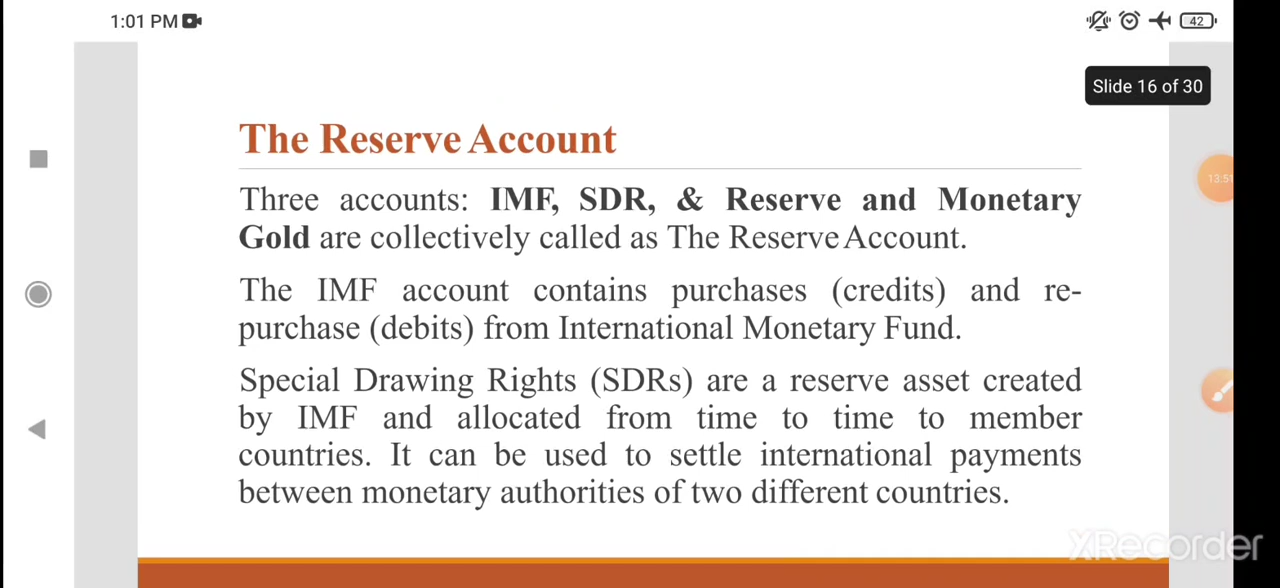 1:01 PM
42
Slide 16 of 30
The Reserve Account
13:51
Three accounts: IMF, SDR, & Reserve and Monetary
Gold are collectively called as The Reserve Account.
The IMF account contains purchases (credits) and re-
purchase (debits) from International Monetary Fund.
Special Drawing Rights (SDRs) are a reserve asset created
by IMF and allocated from time to time to member
countries. It can be used to settle international payments
between monetary authorities of two different countries.
XRecorder